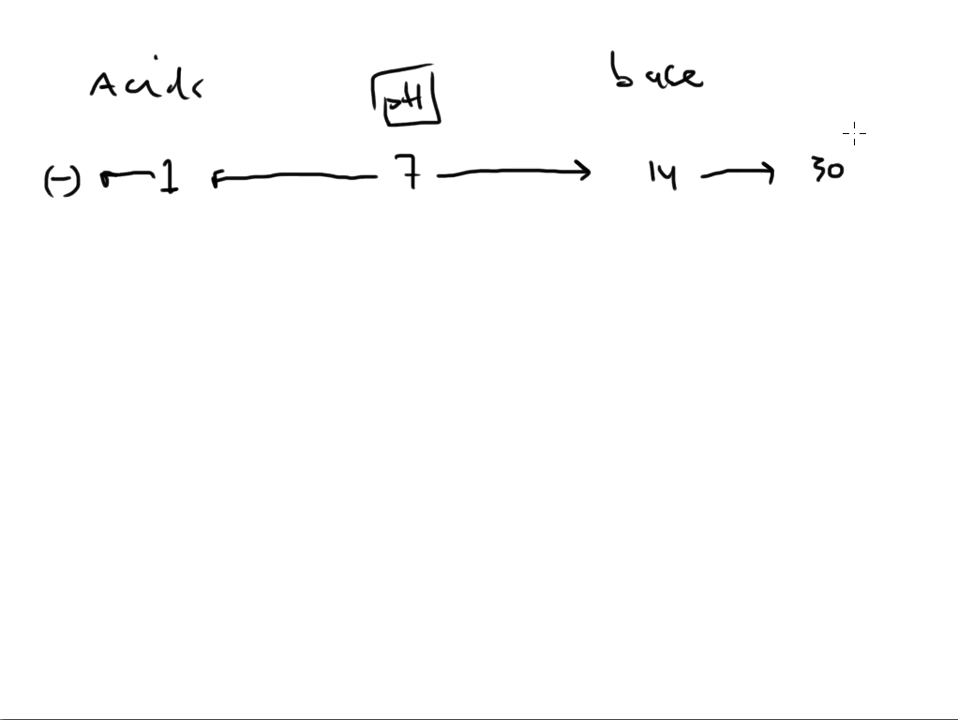 Acids pH base
(-) ← 1 ← 7 → 14 → 30